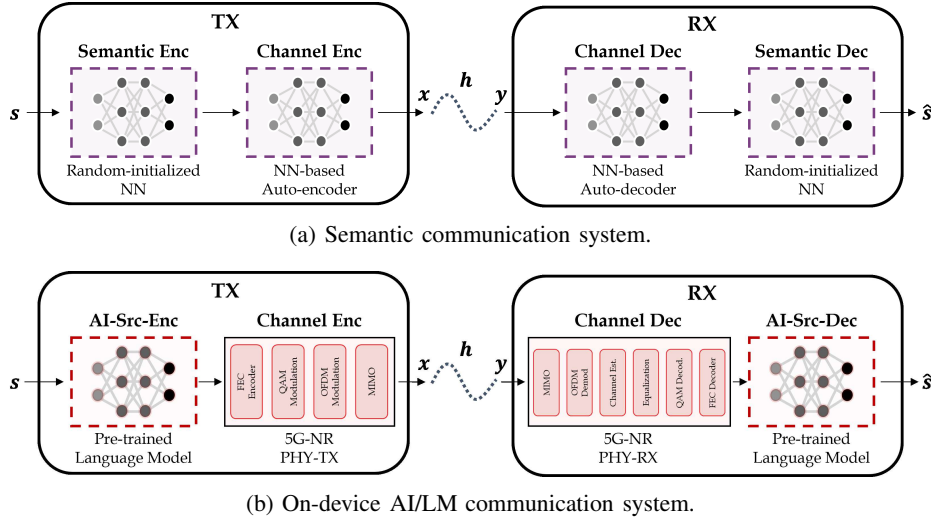 TX
RX
Semantic Enc
Channel Enc
Channel Dec
Semantic Dec
s
x
h
y
ŝ
Random-initialized
NN
NN-based
Auto-encoder
NN-based
Auto-decoder
Random-initialized
NN
(a) Semantic communication system.
TX
RX
AI-Src-Enc
Channel Enc
Channel Dec
AI-Src-Dec
s
FEC
Encoder
QAM
Modulation
OFDM
Modulation
MIMO
x
h
y
MIMO
OFDM
Demod
Channel Est.
Equalization
QAM Decod.
FEC Decoder
ŝ
Pre-trained
Language Model
5G-NR
PHY-TX
5G-NR
PHY-RX
Pre-trained
Language Model
(b) On-device AI/LM communication system.